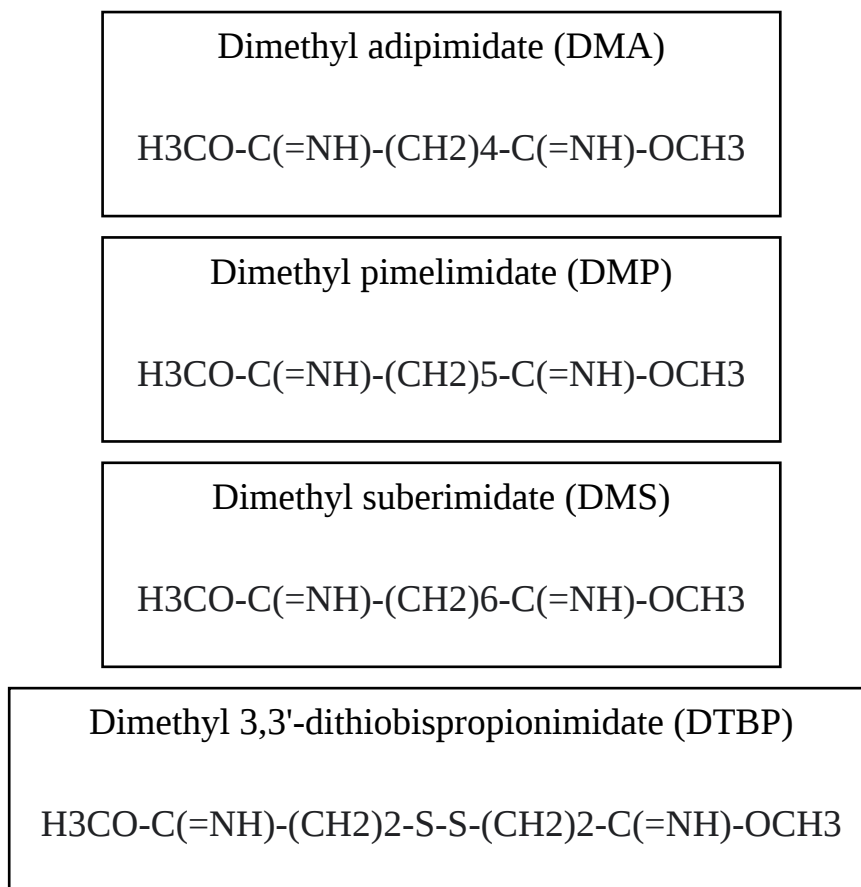 Dimethyl adipimidate (DMA)
H3CO-C(=NH)-(CH2)4-C(=NH)-OCH3
Dimethyl pimelimidate (DMP)
H3CO-C(=NH)-(CH2)5-C(=NH)-OCH3
Dimethyl suberimidate (DMS)
H3CO-C(=NH)-(CH2)6-C(=NH)-OCH3
Dimethyl 3,3'-dithiobispropionimidate (DTBP)
H3CO-C(=NH)-(CH2)2-S-S-(CH2)2-C(=NH)-OCH3